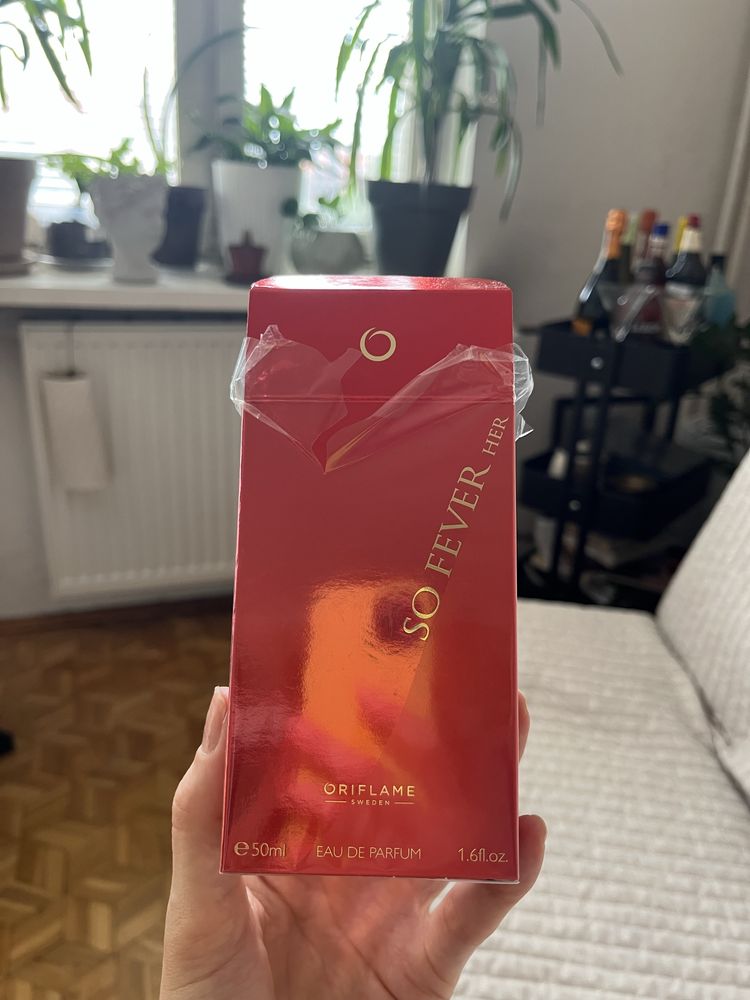 SO FEVER HER
ORIFLAME
SWEDEN
℮50ml EAU DE PARFUM 1.6fl.oz.